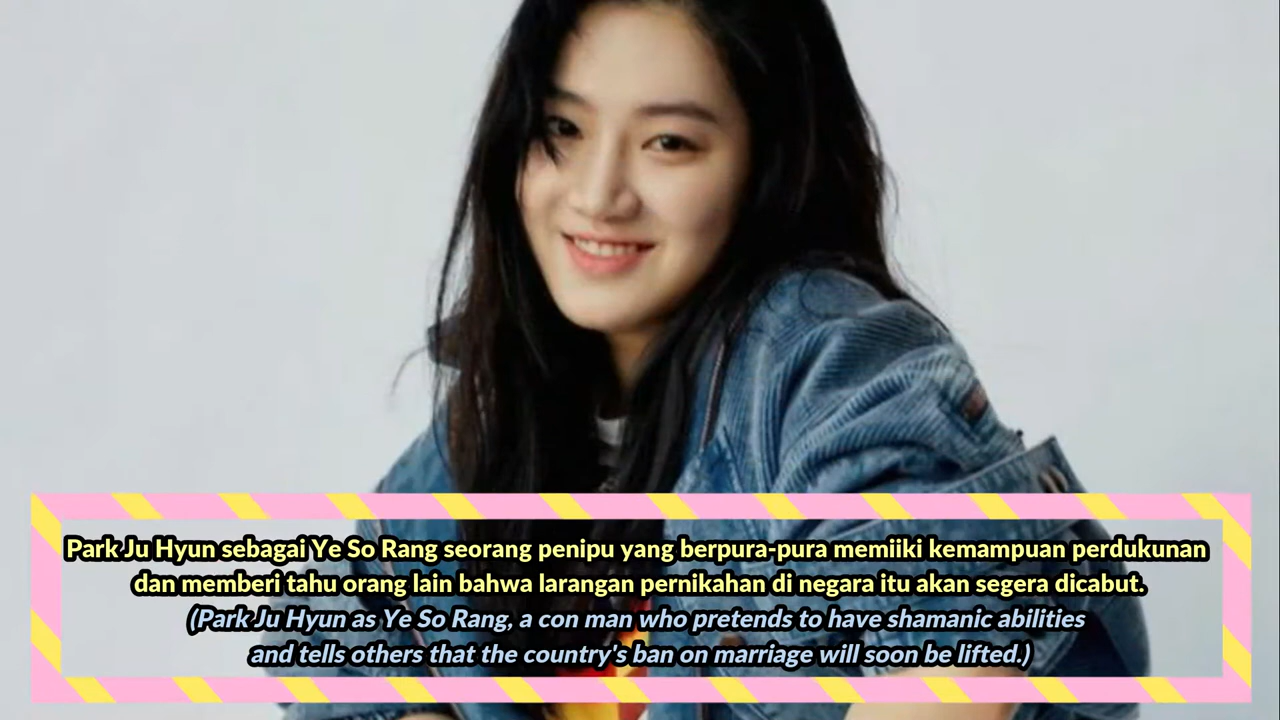 Park Ju Hyun sebagai Ye So Rang seorang penipu yang berpura-pura memiiki kemampuan perdukunan
dan memberi tahu orang lain bahwa larangan pernikahan di negara itu akan segera dicabut.
(Park Ju Hyun as Ye So Rang, a con man who pretends to have shamanic abilities
and tells others that the country's ban on marriage will soon be lifted.)